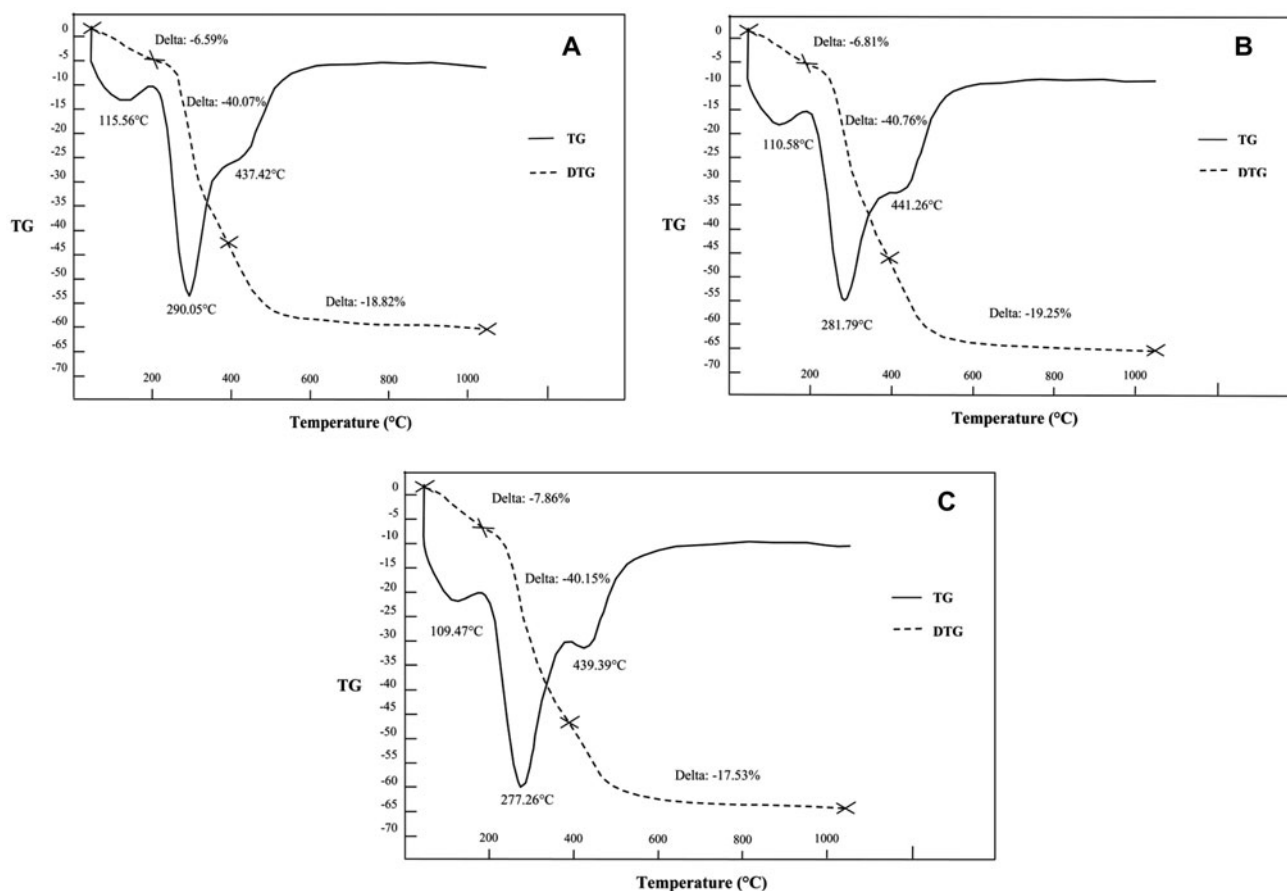 A
0
-5
-10
-15
-20
-25
-30
-35
-40
-45
-50
-55
-60
-65
-70
TG
Delta: -6.59%
Delta: -40.07%
115.56°C
437.42°C
290.05°C
Delta: -18.82%
TG
DTG
200 400 600 800 1000
Temperature (°C)
B
0
-5
-10
-15
-20
-25
-30
-35
-40
-45
-50
-55
-60
-65
-70
TG
Delta: -6.81%
Delta: -40.76%
110.58°C
441.26°C
281.79°C
Delta: -19.25%
TG
DTG
200 400 600 800 1000
Temperature (°C)
C
0
-5
-10
-15
-20
-25
-30
-35
-40
-45
-50
-55
-60
-65
-70
TG
Delta: -7.86%
Delta: -40.15%
109.47°C
439.39°C
277.26°C
Delta: -17.53%
TG
DTG
200 400 600 800 1000
Temperature (°C)